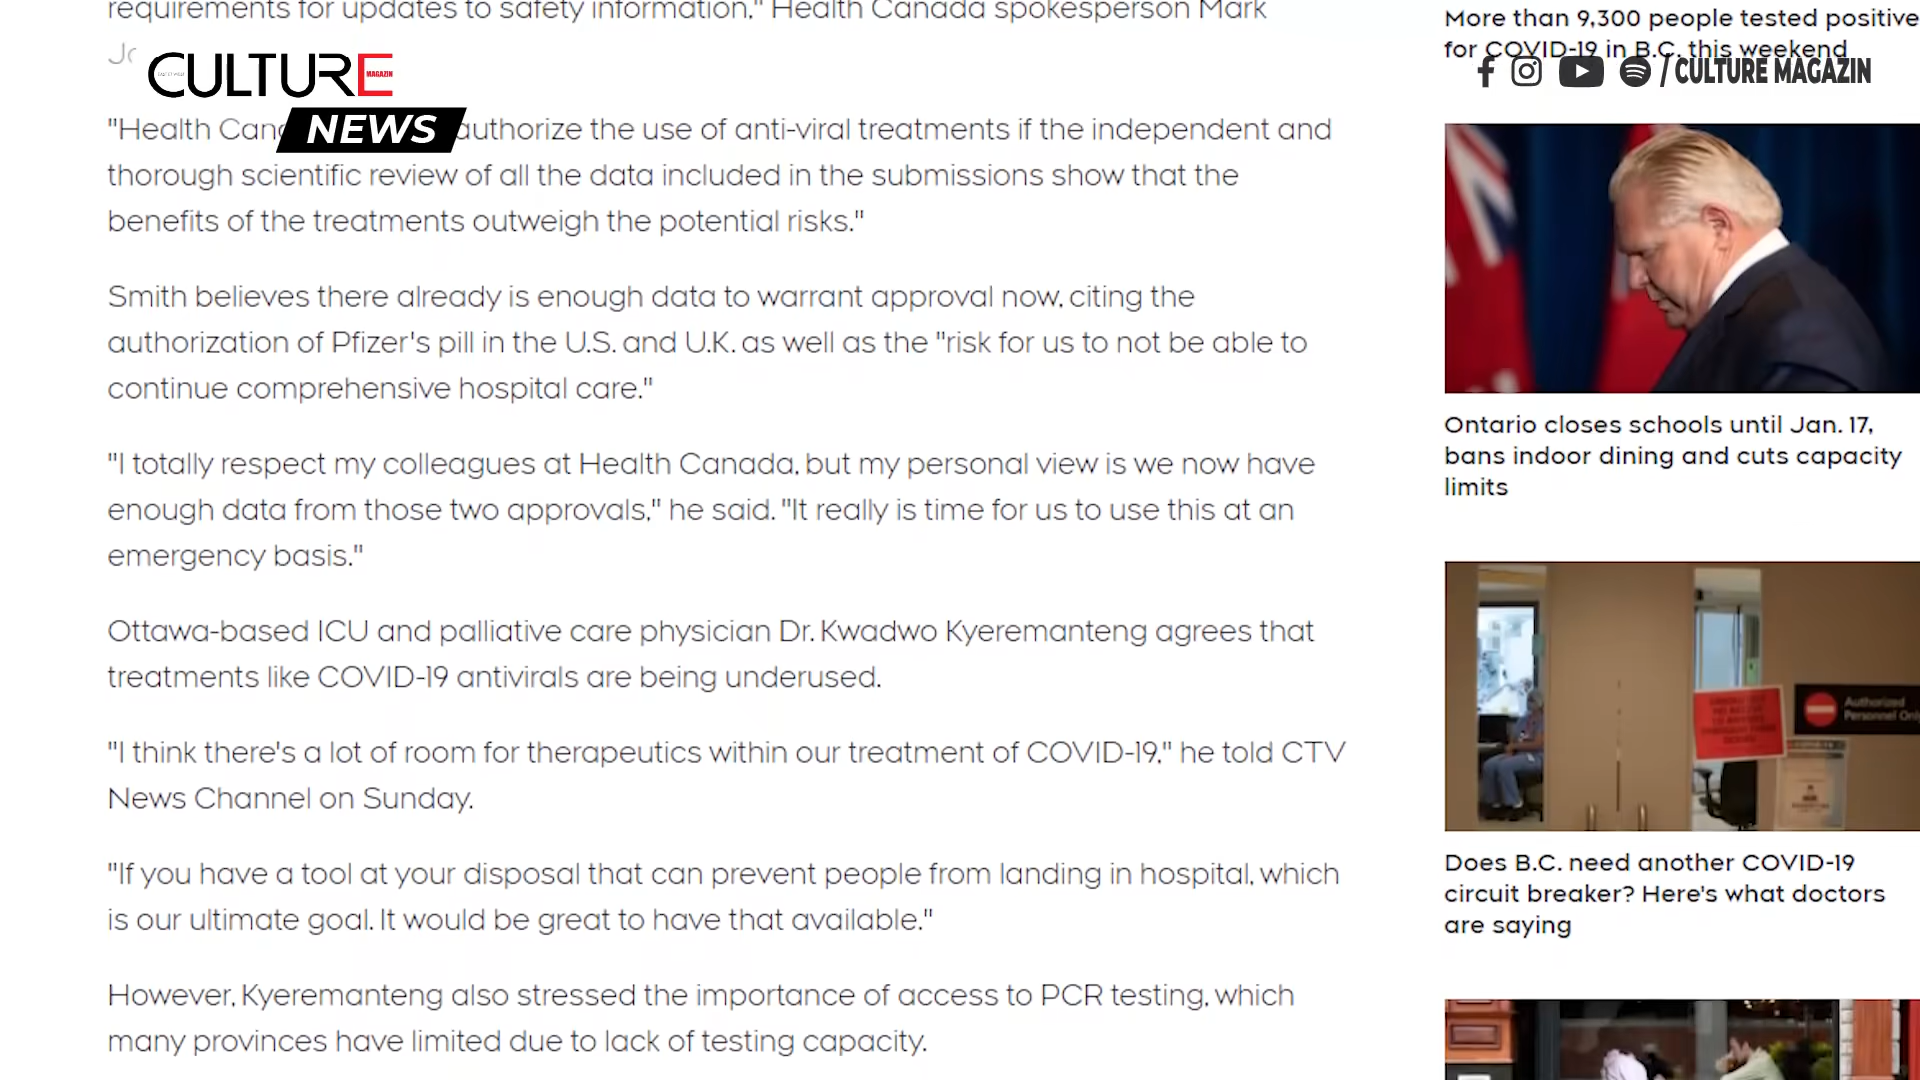 requirements for updates to safety information," Health Canada spokesperson Mark
CULTURE
MAGAZIN
NEWS
"Health authorize the use of anti-viral treatments if the independent and
thorough scientific review of all the data included in the submissions show that the
benefits of the treatments outweigh the potential risks."
Smith believes there already is enough data to warrant approval now, citing the
authorization of Pfizer's pill in the U.S. and U.K. as well as the "risk for us to not be able to
continue comprehensive hospital care."
"I totally respect my colleagues at Health Canada, but my personal view is we now have
enough data from those two approvals," he said. "It really is time for us to use this at an
emergency basis."
Ottawa-based ICU and palliative care physician Dr. Kwadwo Kyeremanteng agrees that
treatments like COVID-19 antivirals are being underused.
"I think there's a lot of room for therapeutics within our treatment of COVID-19," he told CTV
News Channel on Sunday.
"If you have a tool at your disposal that can prevent people from landing in hospital, which
is our ultimate goal. It would be great to have that available."
However, Kyeremanteng also stressed the importance of access to PCR testing, which
many provinces have limited due to lack of testing capacity.
More than 9,300 people tested positive
for COVID-19 in B.C. this weekend
/ CULTURE MAGAZIN
Ontario closes schools until Jan. 17,
bans indoor dining and cuts capacity
limits
Authorized
Personnel Only
Does B.C. need another COVID-19
circuit breaker? Here's what doctors
are saying